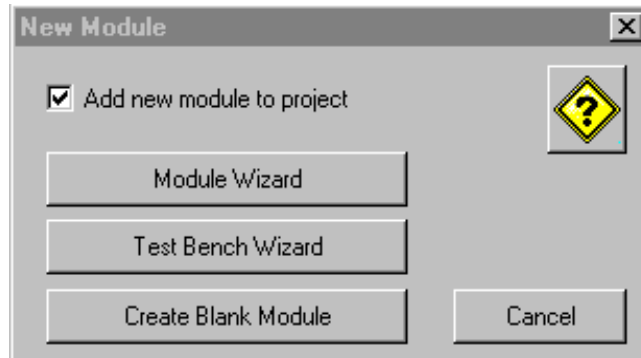 New Module
Add new module to project
?
Module Wizard
Test Bench Wizard
Create Blank Module
Cancel